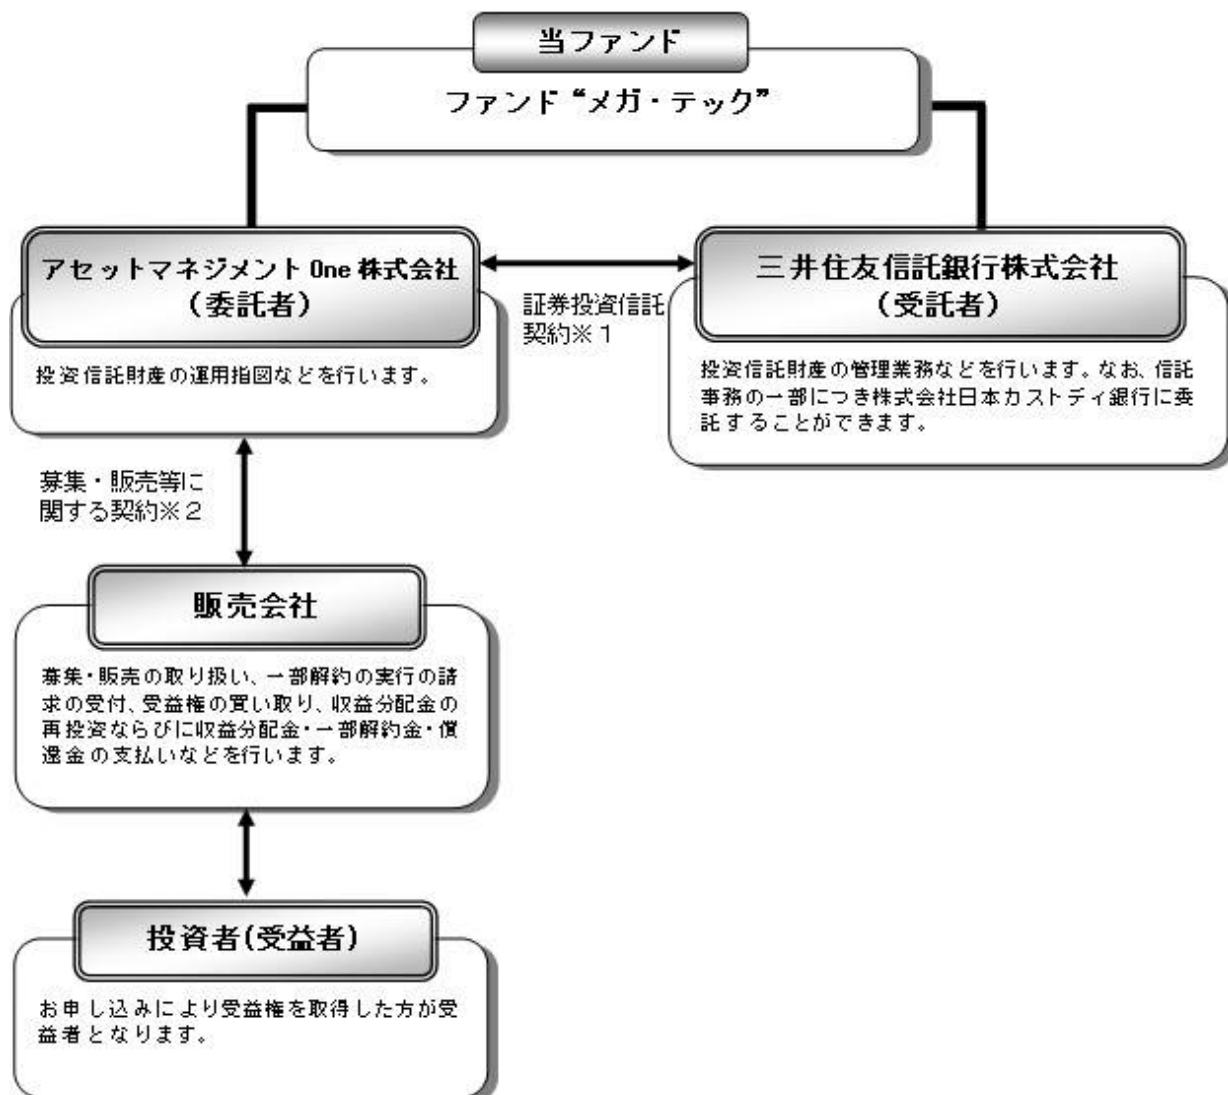 当ファンド
ファンド“メガ・テック”
アセットマネジメント One 株式会社
（委託者）
投資信託財産の運用指図などを行います。
証券投資信託
契約※１
三井住友信託銀行株式会社
（受託者）
投資信託財産の管理業務などを行います。なお、信託
事務の一部につき株式会社日本カストディ銀行に委
託することができます。
募集・販売等に
関する契約※２
販売会社
募集・販売の取り扱い、一部解約の実行の請
求の受付、受益権の買い取り、収益分配金の
再投資ならびに収益分配金・一部解約金・償
還金の支払いなどを行います。
投資者(受益者)
お申し込みにより受益権を取得した方が受
益者となります。